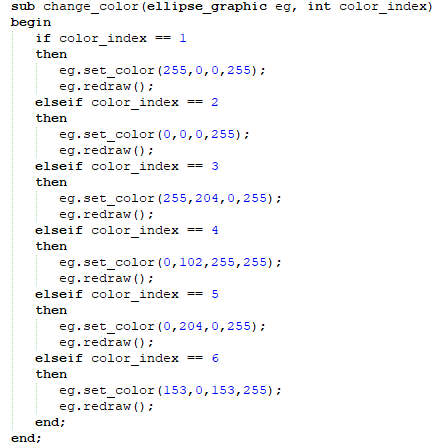 sub change_color(ellipse_graphic eg, int color_index)
begin
if color_index == 1
then
eg.set_color(255,0,0,255);
eg.redraw();
elseif color_index == 2
then
eg.set_color(0,0,0,255);
eg.redraw();
elseif color_index == 3
then
eg.set_color(255,204,0,255);
eg.redraw();
elseif color_index == 4
then
eg.set_color(0,102,255,255);
eg.redraw();
elseif color_index == 5
then
eg.set_color(0,204,0,255);
eg.redraw();
elseif color_index == 6
then
eg.set_color(153,0,153,255);
eg.redraw();
end;
end;